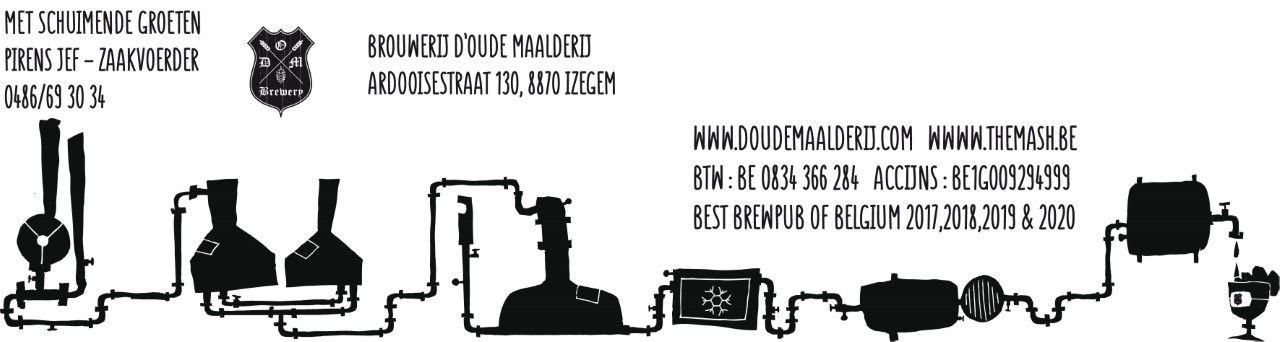 MET SCHUIMENDE GROETEN
PIRENS JEF – ZAAKVOERDER
0486/69 30 34
O
D M
Brewery
BROUWERIJ D'OUDE MAALDERIJ
ARDOOISESTRAAT 130, 8870 IZEGEM
WWW.DOUDEMAALDERIJ.COM WWWW.THEMASH.BE
BTW : BE 0834 366 284 ACCIJNS : BE1G009294999
BEST BREWPUB OF BELGIUM 2017,2018,2019 & 2020